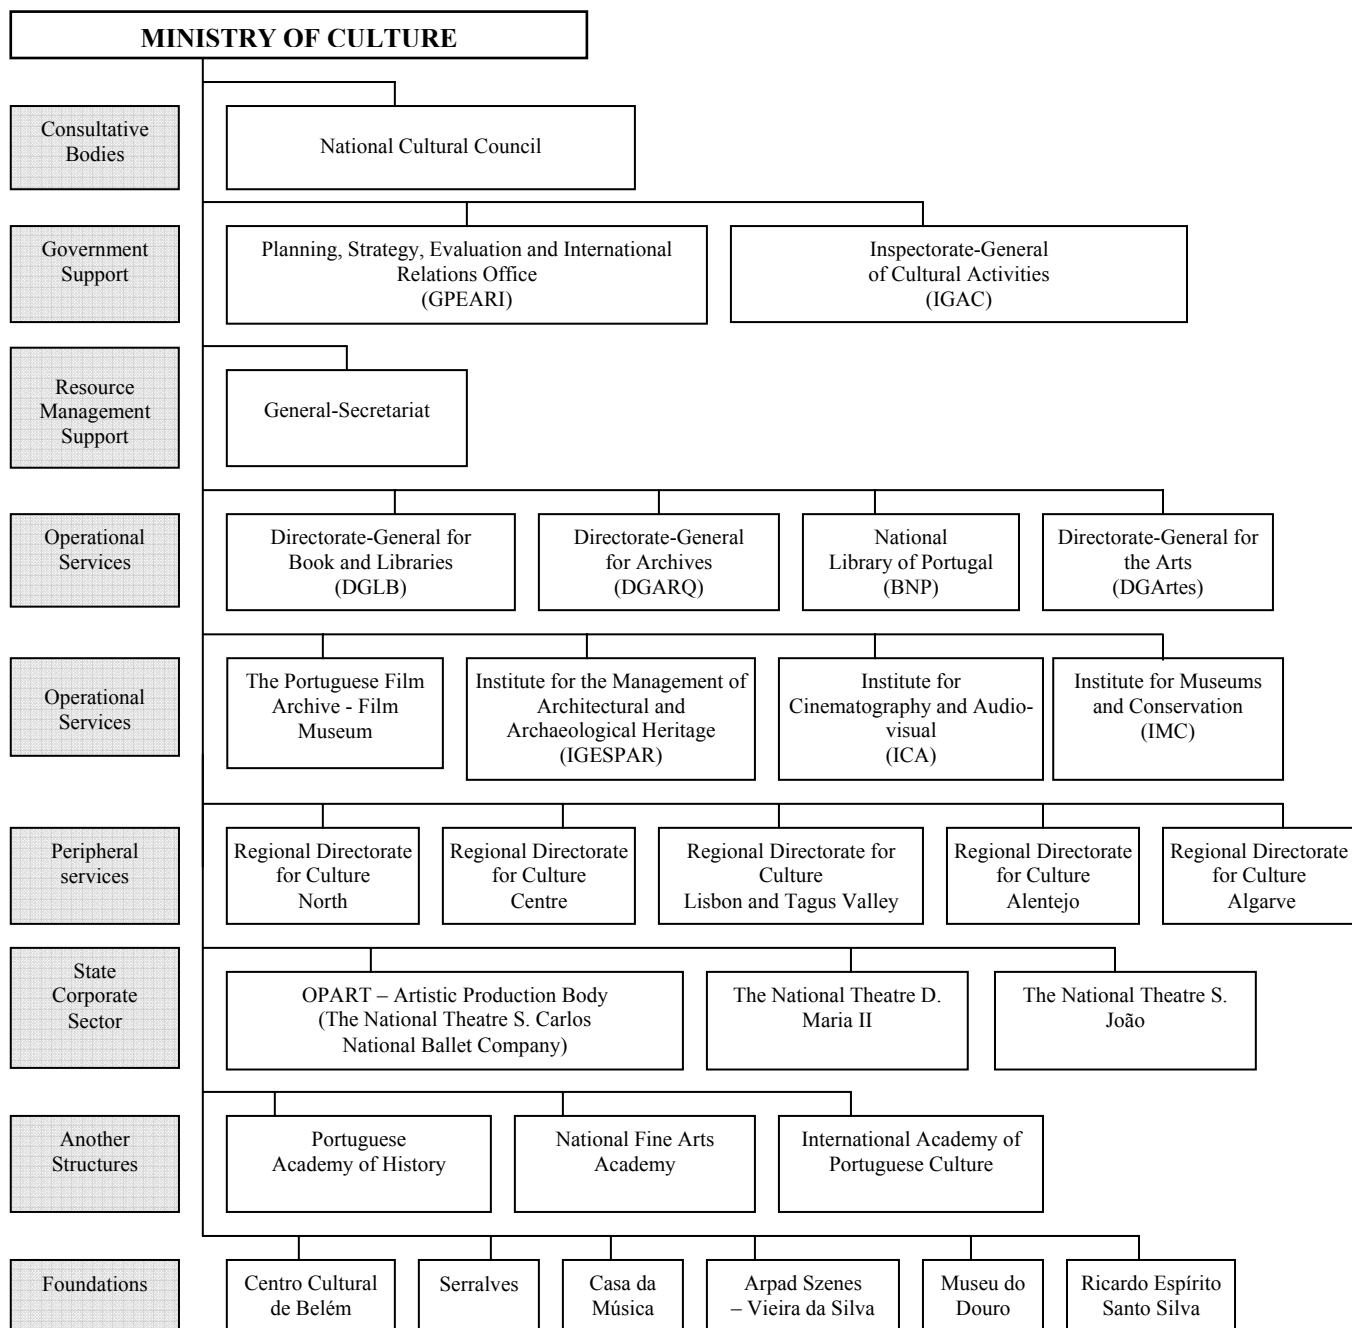 MINISTRY OF CULTURE
Consultative
Bodies
National Cultural Council
Government
Support
Planning, Strategy, Evaluation and International
Relations Office
(GPEARI)
Inspectorate-General
of Cultural Activities
(IGAC)
Resource
Management
Support
General-Secretariat
Operational
Services
Directorate-General for
Book and Libraries
(DGLB)
Directorate-General
for Archives
(DGARQ)
National
Library of Portugal
(BNP)
Directorate-General for
the Arts
(DGArtes)
Operational
Services
The Portuguese Film
Archive - Film
Museum
Institute for the Management of
Architectural and
Archaeological Heritage
(IGESPAR)
Institute for
Cinematography and Audio-
visual
(ICA)
Institute for Museums
and Conservation
(IMC)
Peripheral
services
Regional Directorate
for Culture
North
Regional Directorate
for Culture
Centre
Regional Directorate for
Culture
Lisbon and Tagus Valley
Regional Directorate
for Culture
Alentejo
Regional Directorate
for Culture
Algarve
State
Corporate
Sector
OPART – Artistic Production Body
(The National Theatre S. Carlos
National Ballet Company)
The National Theatre D.
Maria II
The National Theatre S.
João
Another
Structures
Portuguese
Academy of History
National Fine Arts
Academy
International Academy of
Portuguese Culture
Foundations
Centro Cultural
de Belém
Serralves
Casa da
Música
Arpad Szenes
– Vieira da Silva
Museu do
Douro
Ricardo Espírito
Santo Silva